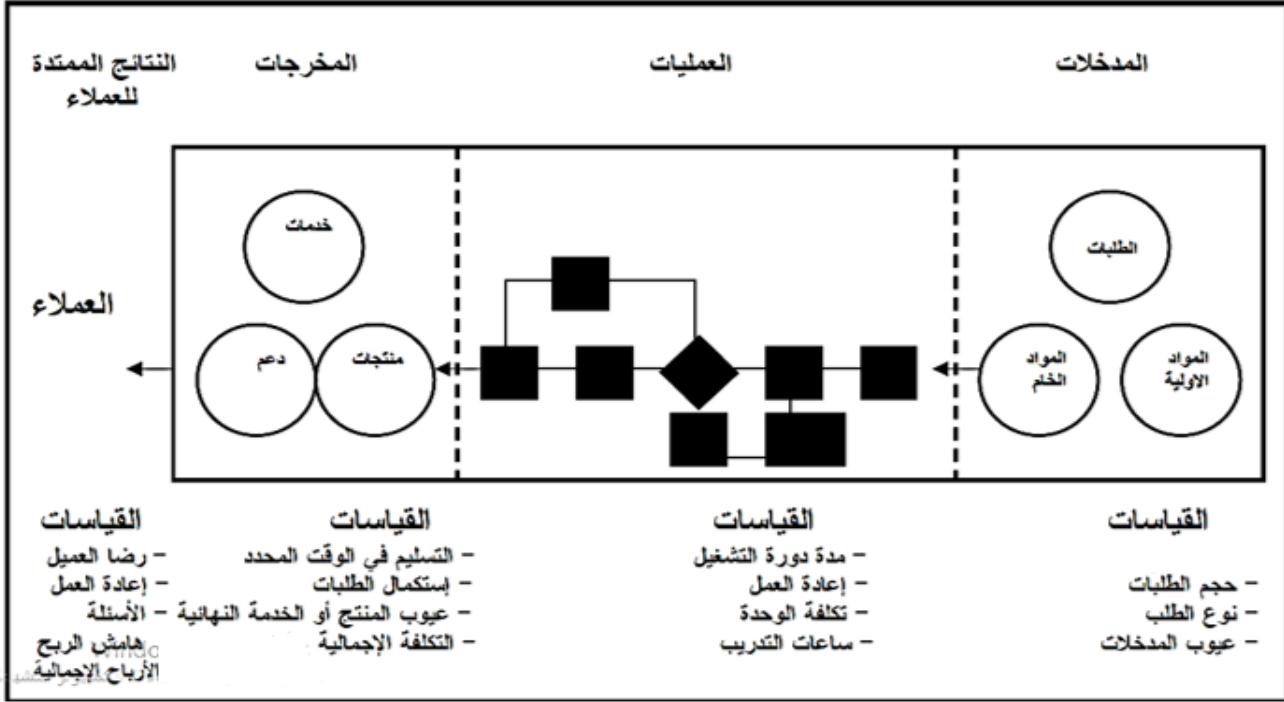 المدخلات
العمليات
المخرجات
النتائج الممتدة
للعملاء
الطلبات
المواد
الاولية
المواد
الخام
خدمات
منتجات
دعم
العملاء
القياسات
– حجم الطلبات
– نوع الطلب
– عيوب المدخلات
القياسات
– مدة دورة التشغيل
– إعادة العمل
– تكلفة الوحدة
– ساعات التدريب
القياسات
– التسليم في الوقت المحدد
– إستكمال الطلبات
– عيوب المنتج أو الخدمة النهائية
– التكلفة الإجمالية
القياسات
– رضا العميل
– إعادة العمل
– الأسئلة
هامش الربح
الأرباح الإجمالية